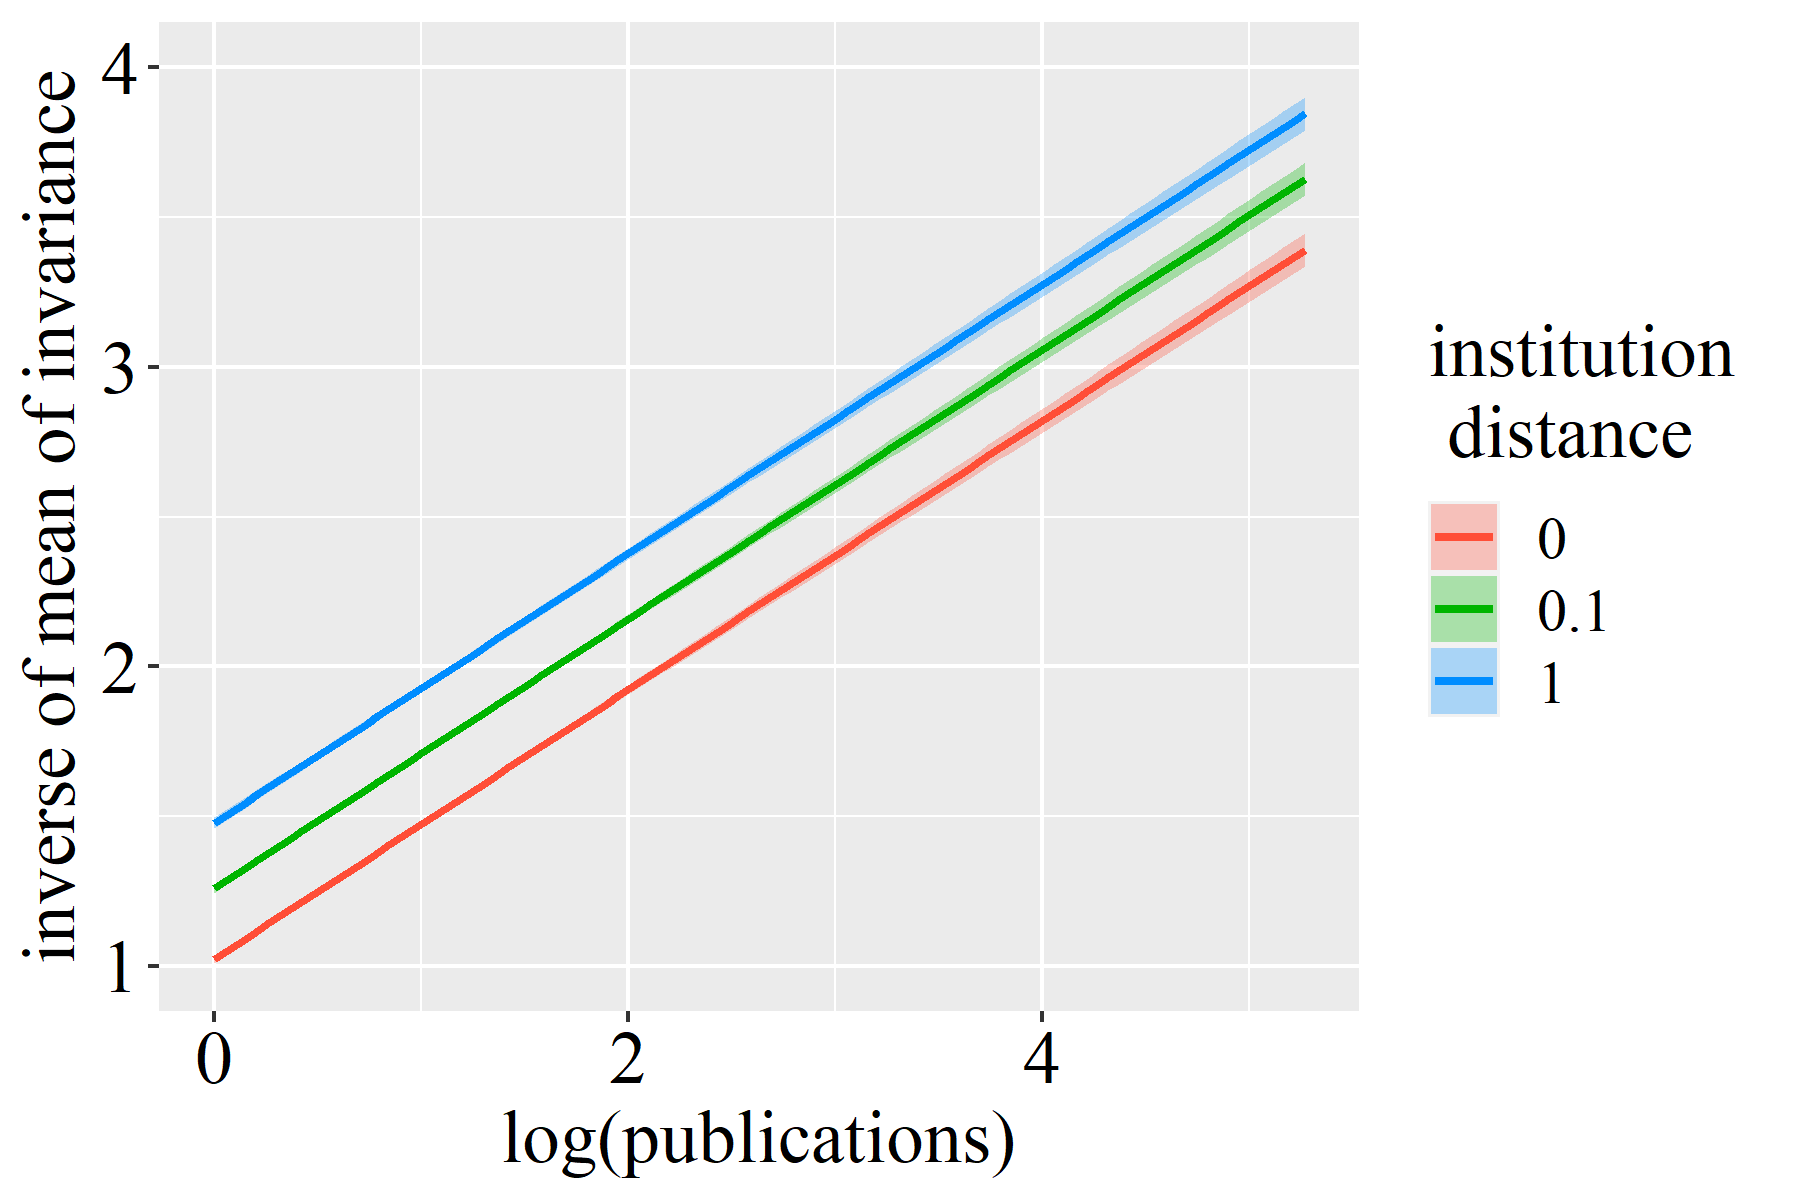 inverse of mean of invariance
4
3
2
1
0
2
4
log(publications)
institution
distance
0
0.1
1